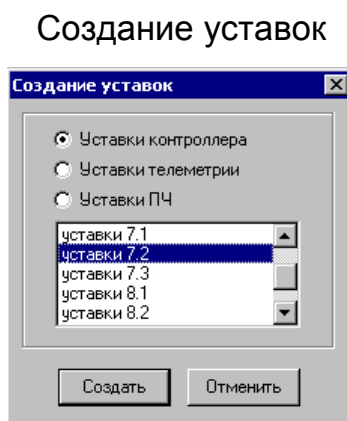 Создание уставок
Создание уставок
Уставки контроллера
Уставки телеметрии
Уставки ПЧ
уставки 7.1
уставки 7.2
уставки 7.3
уставки 8.1
уставки 8.2
Создать
Отменить